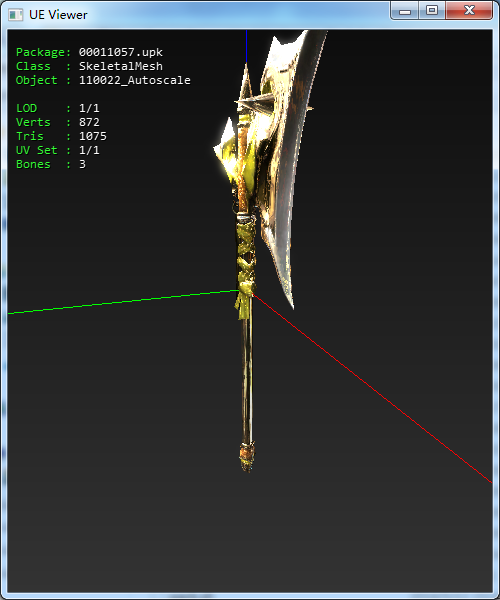 UE Viewer
Package: 00011057.upk
Class : SkeletalMesh
Object : 110022_Autoscale
LOD : 1/1
Verts : 872
Tris : 1075
UV Set : 1/1
Bones : 3